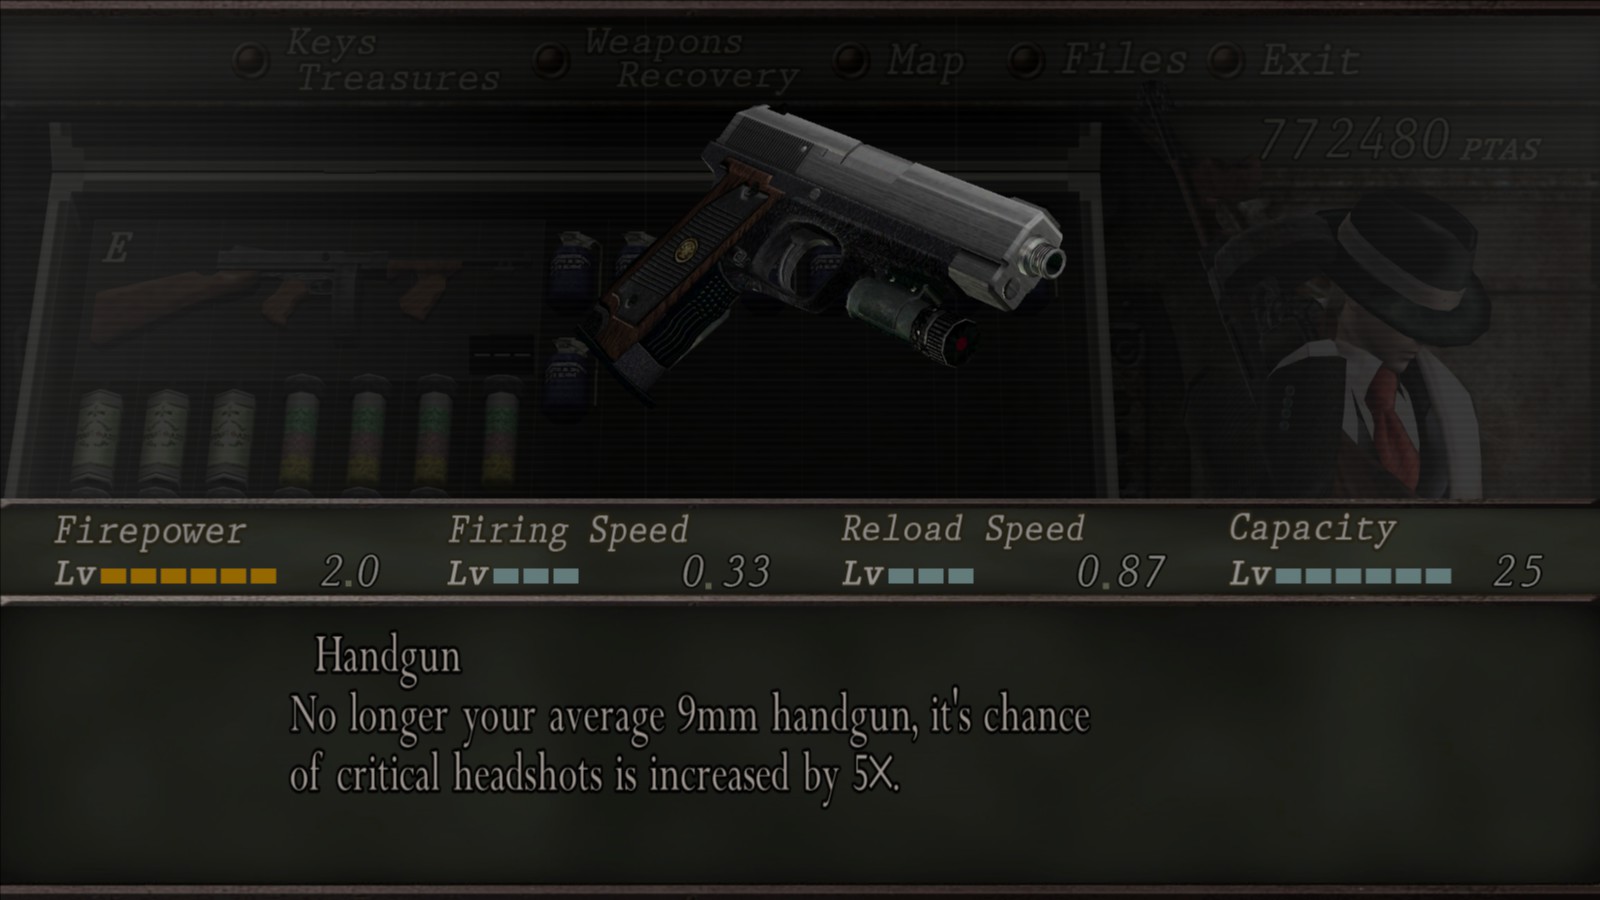 Keys
Treasures
Weapons
Recovery
Map
Files
Exit
772480 PTAS
E
---
Firepower
Lv 2.0
Firing Speed
Lv 0.33
Reload Speed
Lv 0.87
Capacity
Lv 25
Handgun
No longer your average 9mm handgun, it's chance
of critical headshots is increased by 5X.